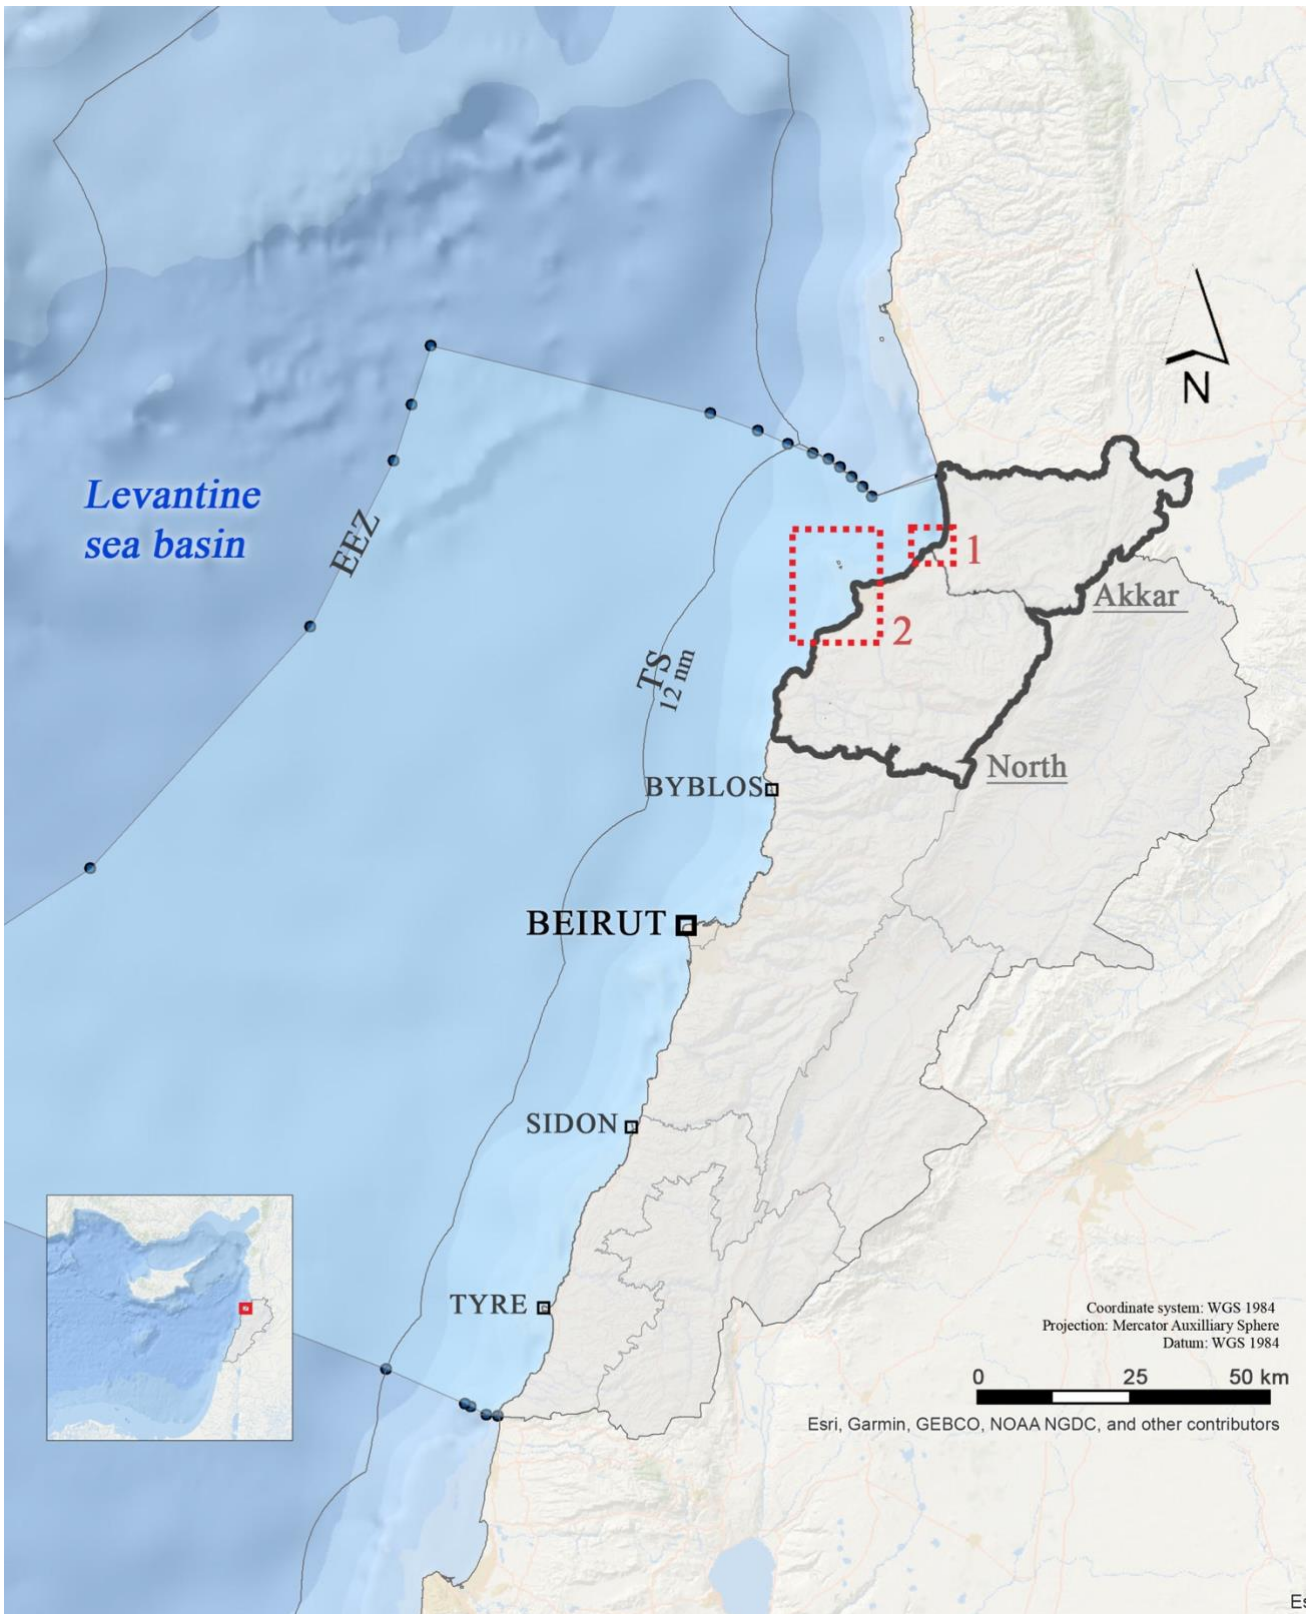 N
Levantine
sea basin
EEZ
1
Akkar
2
TS
12 nm
North
BYBLOS
BEIRUT
SIDON
TYRE
Coordinate system: WGS 1984
Projection: Mercator Auxilliary Sphere
Datum: WGS 1984
0 25 50 km
Esri, Garmin, GEBCO, NOAA NGDC, and other contributors
Es